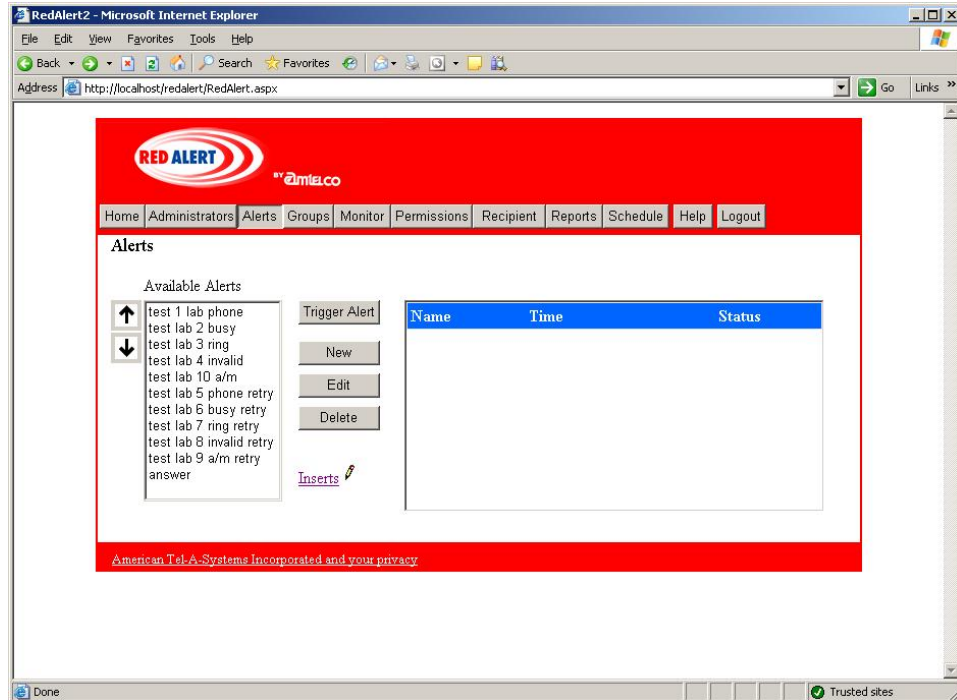 RedAlert2 - Microsoft Internet Explorer
File Edit View Favorites Tools Help
Back Search Favorites
Address http://localhost/redalert/RedAlert.aspx Go Links »
RED ALERT
BY amtelco
Home Administrators Alerts Groups Monitor Permissions Recipient Reports Schedule Help Logout
Alerts
Available Alerts
test 1 lab phone
test lab 2 busy
test lab 3 ring
test lab 4 invalid
test lab 10 a/m
test lab 5 phone retry
test lab 6 busy retry
test lab 7 ring retry
test lab 8 invalid retry
test lab 9 a/m retry
answer
Trigger Alert
New
Edit
Delete
Inserts
Name Time Status
American Tel-A-Systems Incorporated and your privacy
Done Trusted sites